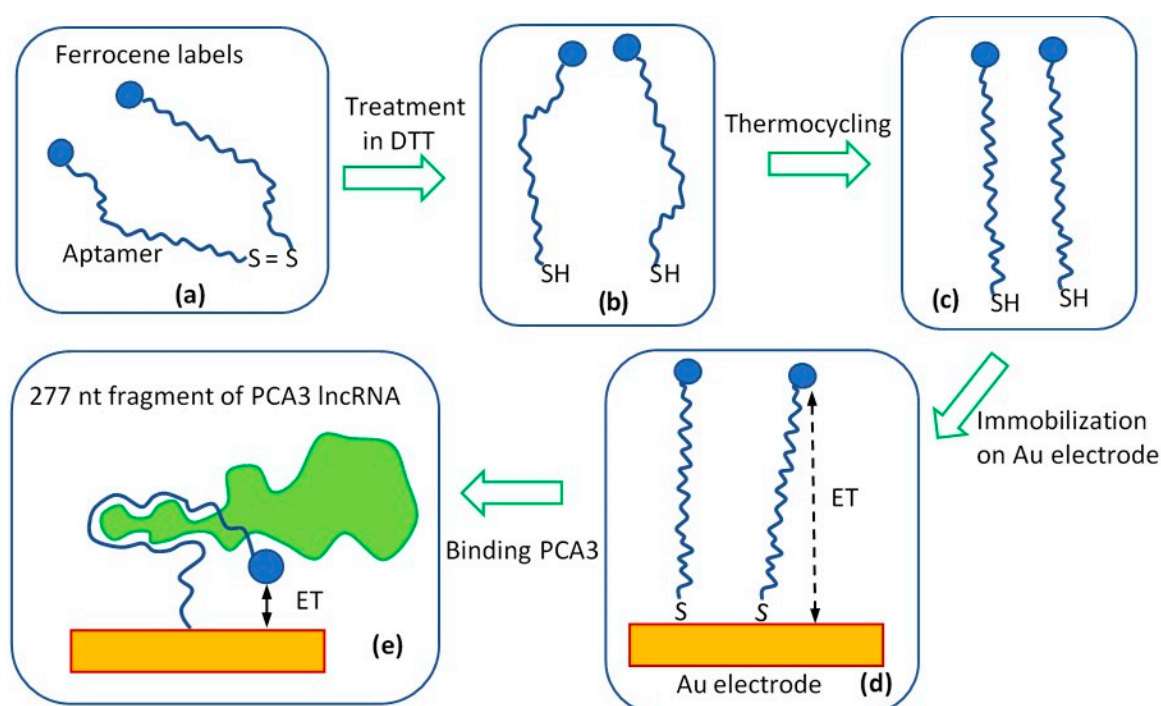 Ferrocene labels
Aptamer
S = S
(a)
Treatment
in DTT
SH
SH
(b)
Thermocycling
(c)
SH
SH
Immobilization
on Au electrode
ET
S
S
Au electrode
(d)
Binding PCA3
277 nt fragment of PCA3 lncRNA
ET
(e)